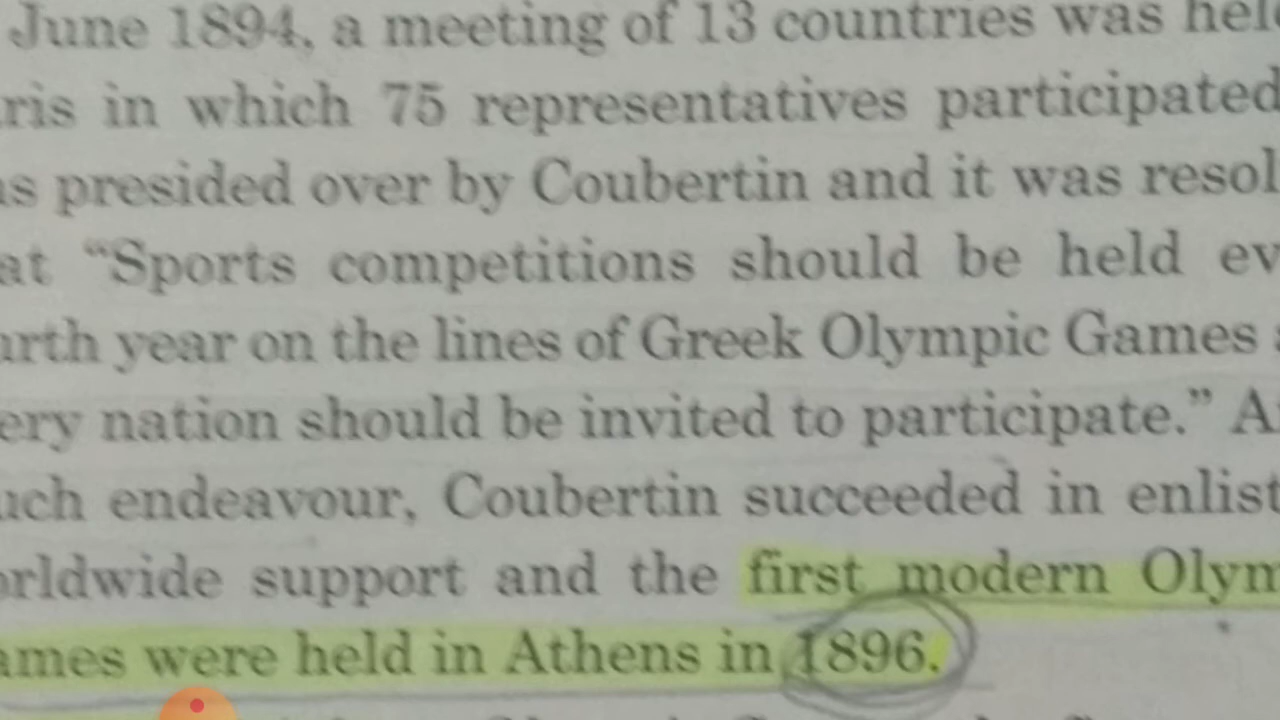 June 1894, a meeting of 13 countries was hel
ris in which 75 representatives participated
s presided over by Coubertin and it was resol
at “Sports competitions should be held ev
urth year on the lines of Greek Olympic Games
ery nation should be invited to participate.” A
uch endeavour, Coubertin succeeded in enlist
orldwide support and the first modern Olym
ames were held in Athens in 1896.